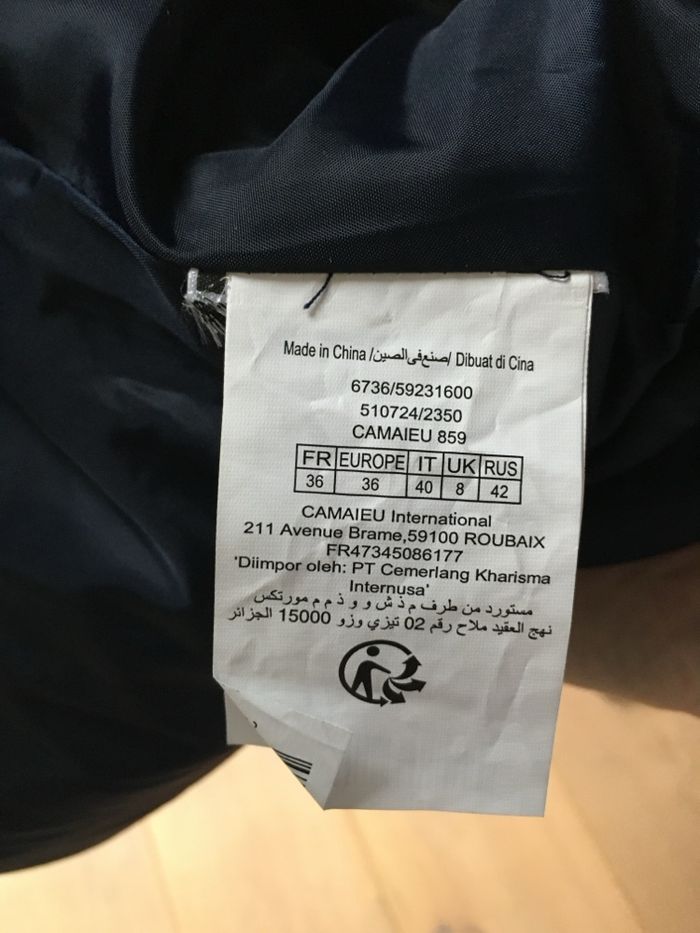 Made in China /صنع في الصين/ Dibuat di Cina
6736/59231600
510724/2350
CAMAIEU 859
FR EUROPE IT UK RUS
36 36 40 8 42
CAMAIEU International
211 Avenue Brame,59100 ROUBAIX
FR47345086177
'Diimpor oleh: PT Cemerlang Kharisma
Internusa'
مستورد من طرف م ذ ش و و ذ م م مورتكس
نهج العقيد ملاح رقم 02 تيزي وزو 15000 الجزائر